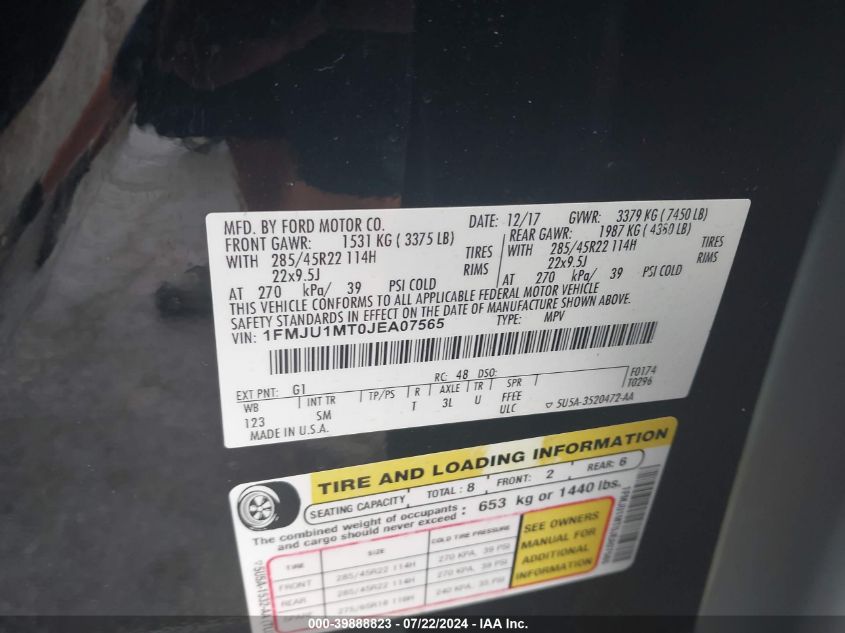 MFD. BY FORD MOTOR CO. DATE: 12/17 GVWR: 3379 KG ( 7450 LB)
FRONT GAWR: 1531 KG ( 3375 LB) REAR GAWR: 1987 KG ( 4380 LB)
WITH 285/45R22 114H TIRES WITH 285/45R22 114H TIRES
22x9.5J RIMS 22x9.5J RIMS
AT 270 kPa/ 39 PSI COLD AT 270 kPa/ 39 PSI COLD
THIS VEHICLE CONFORMS TO ALL APPLICABLE FEDERAL MOTOR VEHICLE
SAFETY STANDARDS IN EFFECT ON THE DATE OF MANUFACTURE SHOWN ABOVE.
VIN: 1FMJU1MT0JEA07565 TYPE: MPV
EXT PNT: G1 RC: 48 DSO: F0174
WB INT TR TP/PS R AXLE TR SPR T0296
123 SM T 3L U FFEE
ULC
MADE IN U.S.A. 5U5A-3520472-AA
TIRE AND LOADING INFORMATION
SEATING CAPACITY TOTAL: 8 FRONT: 2 REAR: 6
The combined weight of occupants and cargo should never exceed: 653 kg or 1440 lbs.
TIRE SIZE COLD TIRE PRESSURE
FRONT 285/45R22 114H 270 KPA, 39 PSI
REAR 285/45R22 114H 270 KPA, 39 PSI
SEE OWNERS
MANUAL FOR
ADDITIONAL
INFORMATION
000-39888823 / 07/22/2024 - IAA Inc.